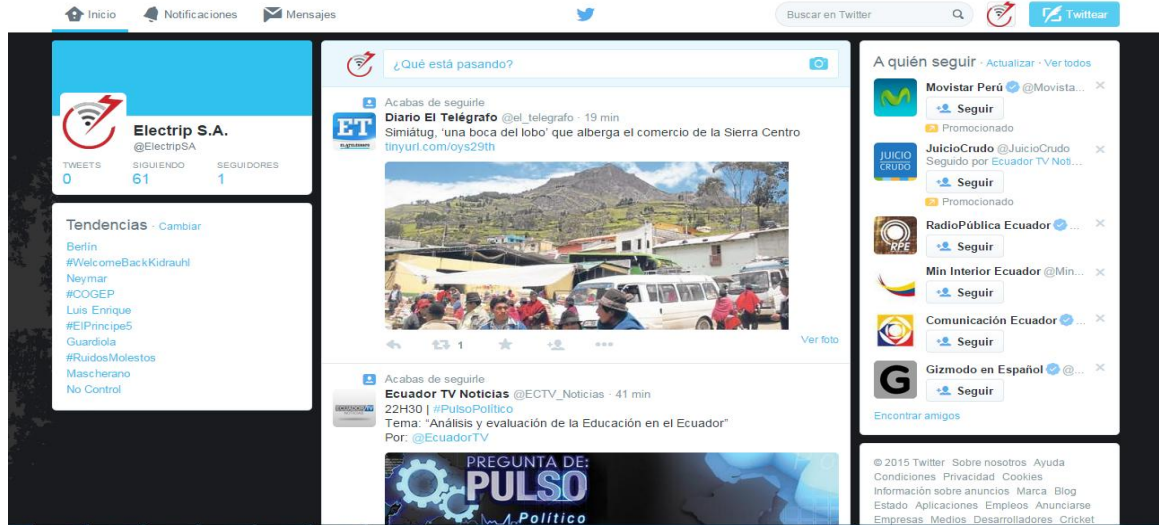 Inicio
Notificaciones
Mensajes
Buscar en Twitter
Twittear
Electrip S.A.
@ElectripSA
TWEETS SIGUIENDO SEGUIDORES
0 61 1
Tendencias · Cambiar
Berlín
#WelcomeBackKidrauhl
Neymar
#COGEP
Luis Enrique
#ElPrincipe5
Guardiola
#RuidosMolestos
Mascherano
No Control
¿Qué está pasando?
Acabas de seguirle
Diario El Telégrafo @el_telegrafo · 19 min
Simiátug, 'una boca del lobo' que alberga el comercio de la Sierra Centro
tinyurl.com/oys29th
ET
1
Ver foto
Acabas de seguirle
Ecuador TV Noticias @ECTV_Noticias · 41 min
22H30 | #PulsoPolítico
Tema: “Análisis y evaluación de la Educación en el Ecuador”
Por: @EcuadorTV
PREGUNTA DE:
PULSO
Político
A quién seguir · Actualizar · Ver todos
Movistar Perú @Movista...
Seguir
Promocionado
JUICIO
CRUDO
JuicioCrudo @JuicioCrudo
Seguido por Ecuador TV Noti...
Seguir
Promocionado
RPE
RadioPública Ecuador ...
Seguir
Min Interior Ecuador @Min...
Seguir
Comunicación Ecuador ...
Seguir
G
Gizmodo en Español @...
Seguir
Encontrar amigos
© 2015 Twitter Sobre nosotros Ayuda
Condiciones Privacidad Cookies
Información sobre anuncios Marca Blog
Estado Aplicaciones Empleos Anunciarse
Empresas Medios Desarrolladores Cricket